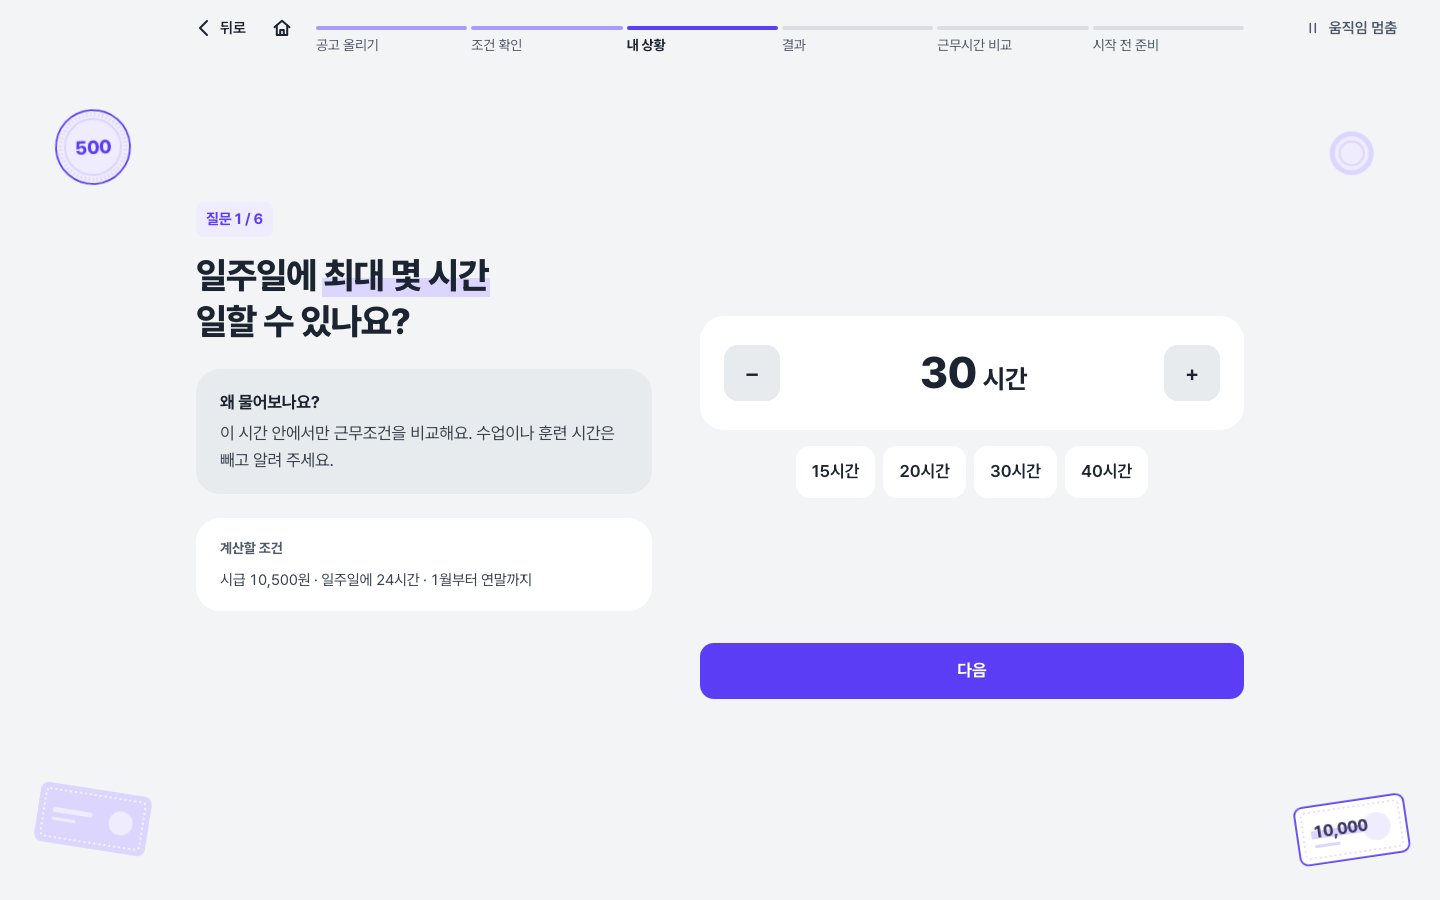 뒤로
공고 올리기
조건 확인
내 상황
결과
근무시간 비교
시작 전 준비
움직임 멈춤
500
질문 1 / 6
일주일에 최대 몇 시간
일할 수 있나요?
왜 물어보나요?
이 시간 안에서만 근무조건을 비교해요. 수업이나 훈련 시간은
빼고 알려 주세요.
계산할 조건
시급 10,500원 · 일주일에 24시간 · 1월부터 연말까지
− 30 시간 +
15시간 20시간 30시간 40시간
다음
10,000